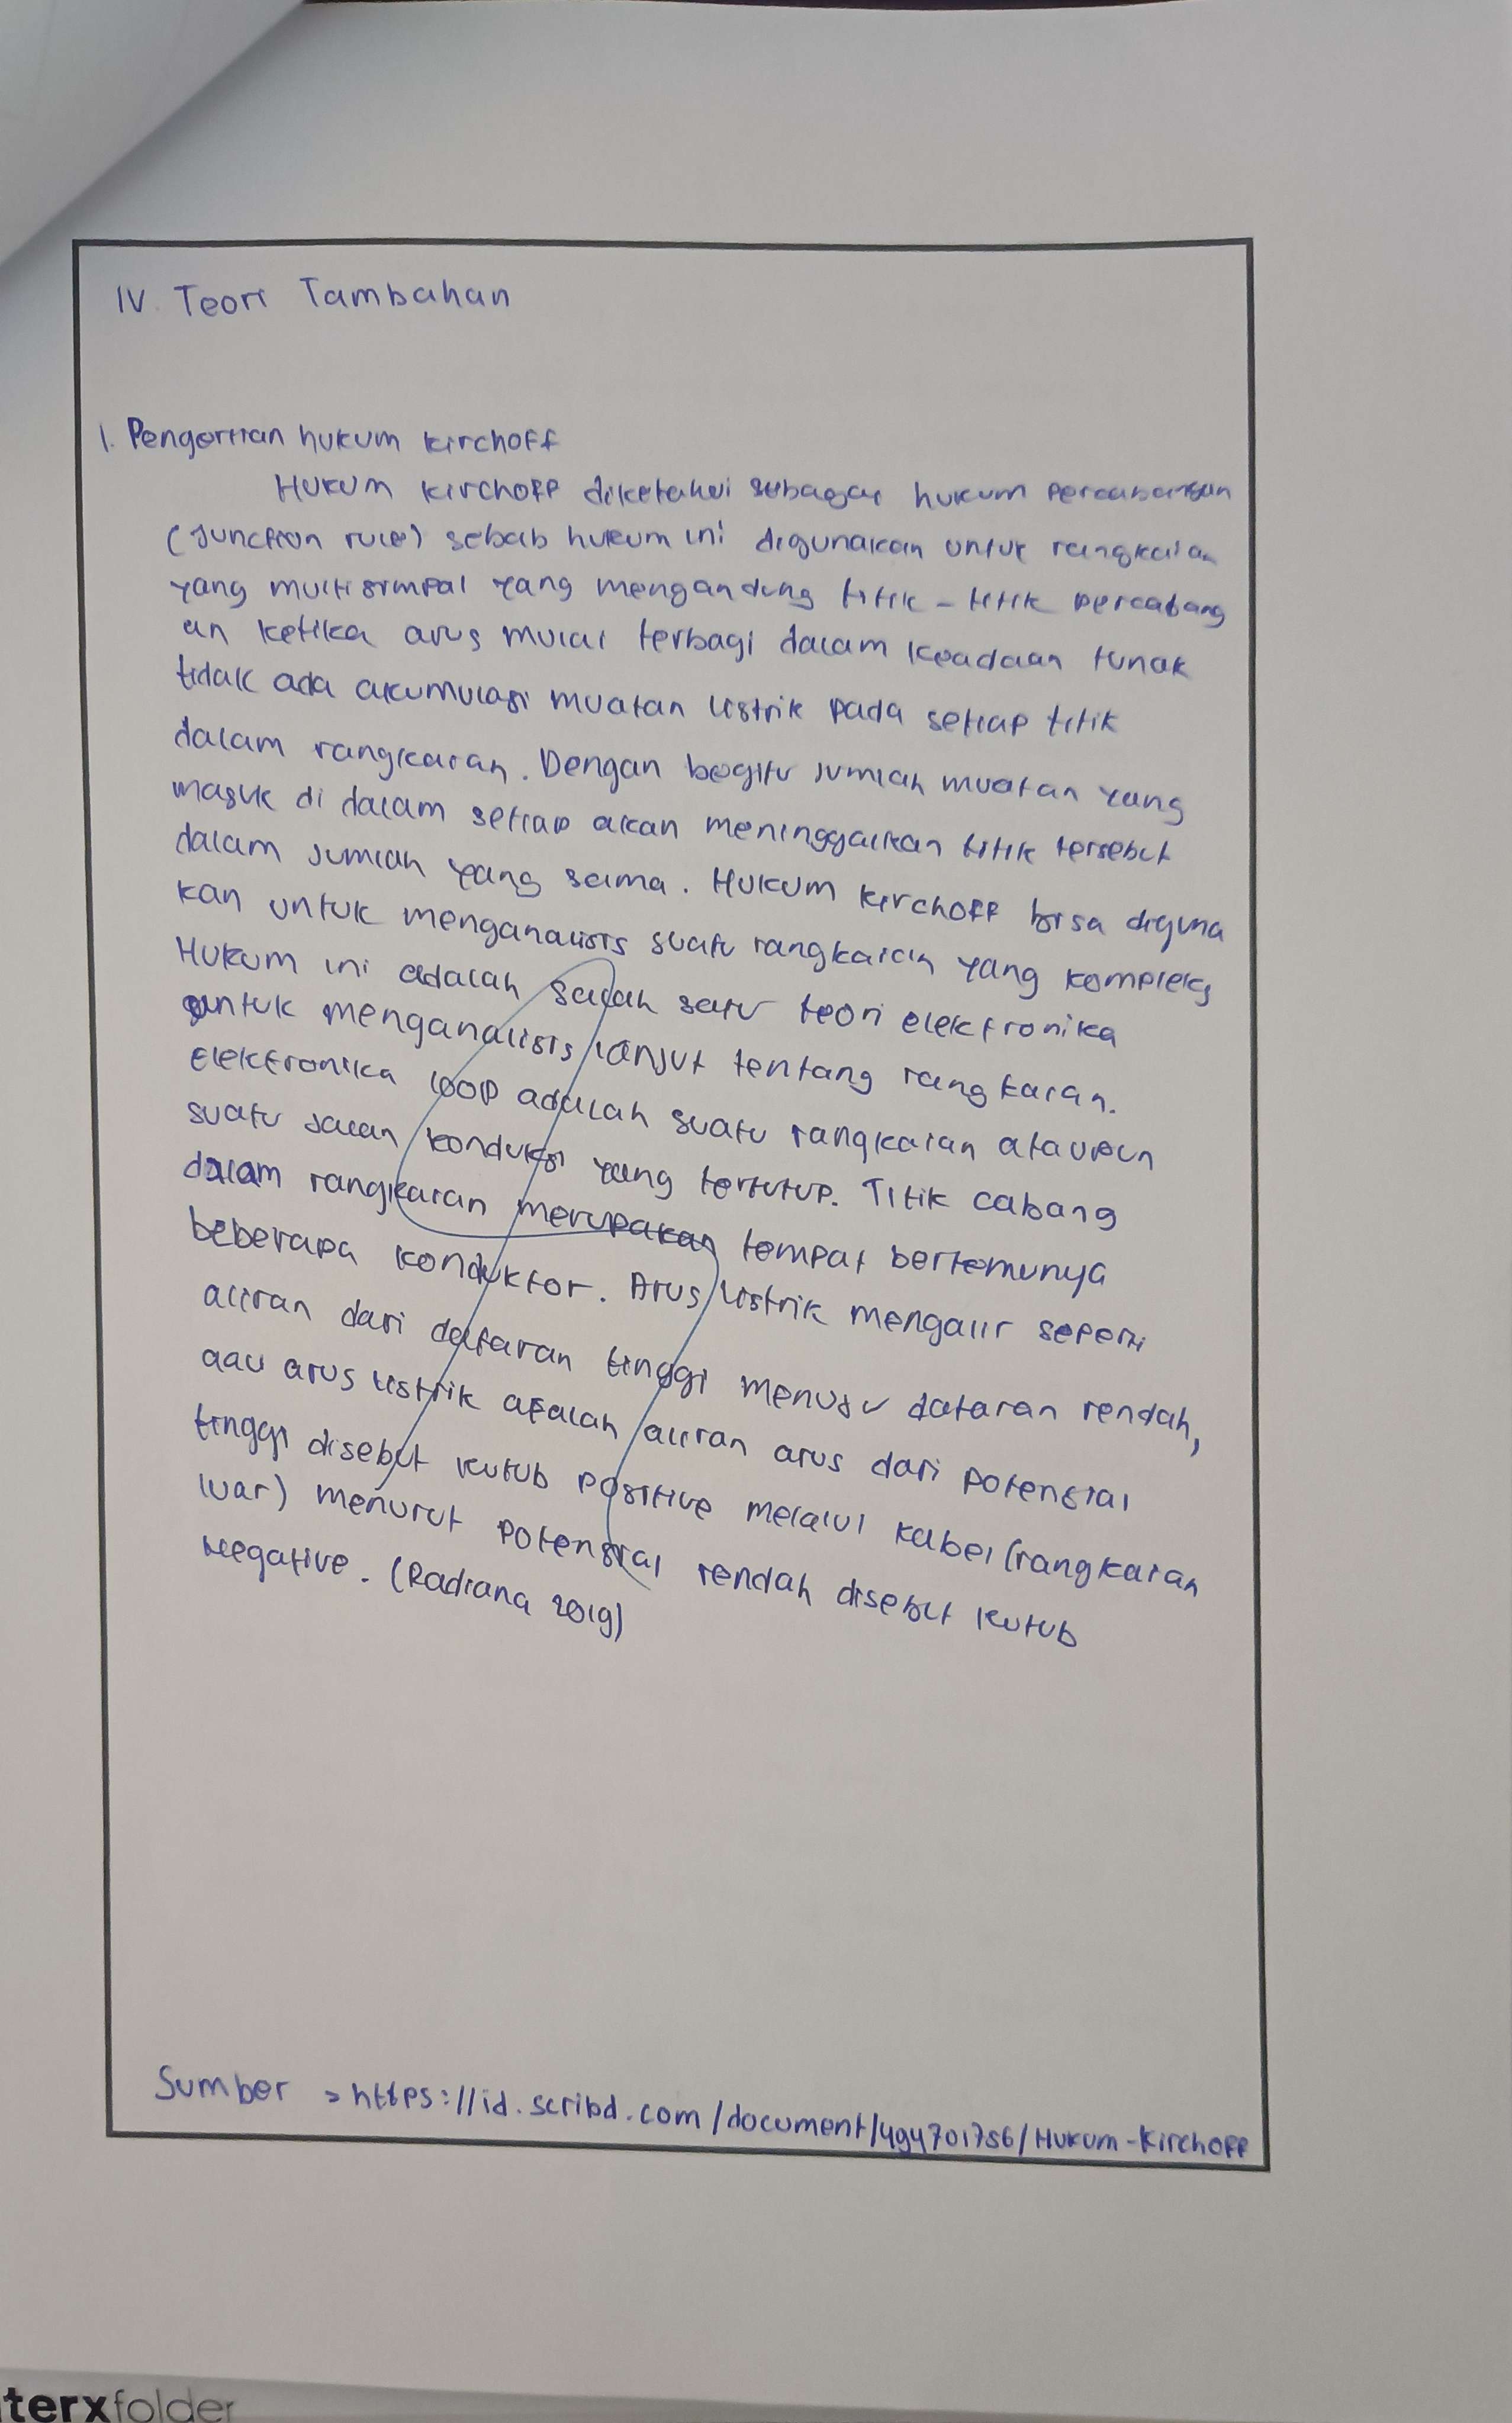 IV. Teori Tambahan
1. Pengertian hukum kirchoff
Hukum kirchoff diketahui sebagai hukum percabangan
(Junction rule) sebab hukum ini digunakan untuk rangkaian
yang multisimpal yang mengandung titik - titik percabang
an ketika arus mulai terbagi dalam keadaan tunak
tidak ada akumulasi muatan listrik pada setiap titik
dalam rangkaian. Dengan begitu jumlah muatan yang
masuk di dalam setiap akan meninggalkan titik tersebut
dalam jumlah yang sama. Hukum kirchoff bisa diguna
kan untuk menganalisis suatu rangkaian yang kompleks
Hukum ini adalah salah satu teori elektronika
untuk menganalisis lanjut tentang rangkaian.
Elektronika loop adalah suatu rangkaian ataupun
suatu jalan konduksi yang tertutup. Titik cabang
dalam rangkaian merupakan tempat bertemunya
beberapa konduktor. Arus listrik mengalir seperti
aliran dari dataran tinggi menuju dataran rendah,
aau arus listrik afalah aliran arus dari potensial
tinggi disebut kutub positive melalui kabel (rangkaian
luar) menurut potensial rendah disebut kutub
Negative. (Radiana 2019)
Sumber > https://id.scribd.com/document/494701756/Hukum-Kirchoff
terxfolder